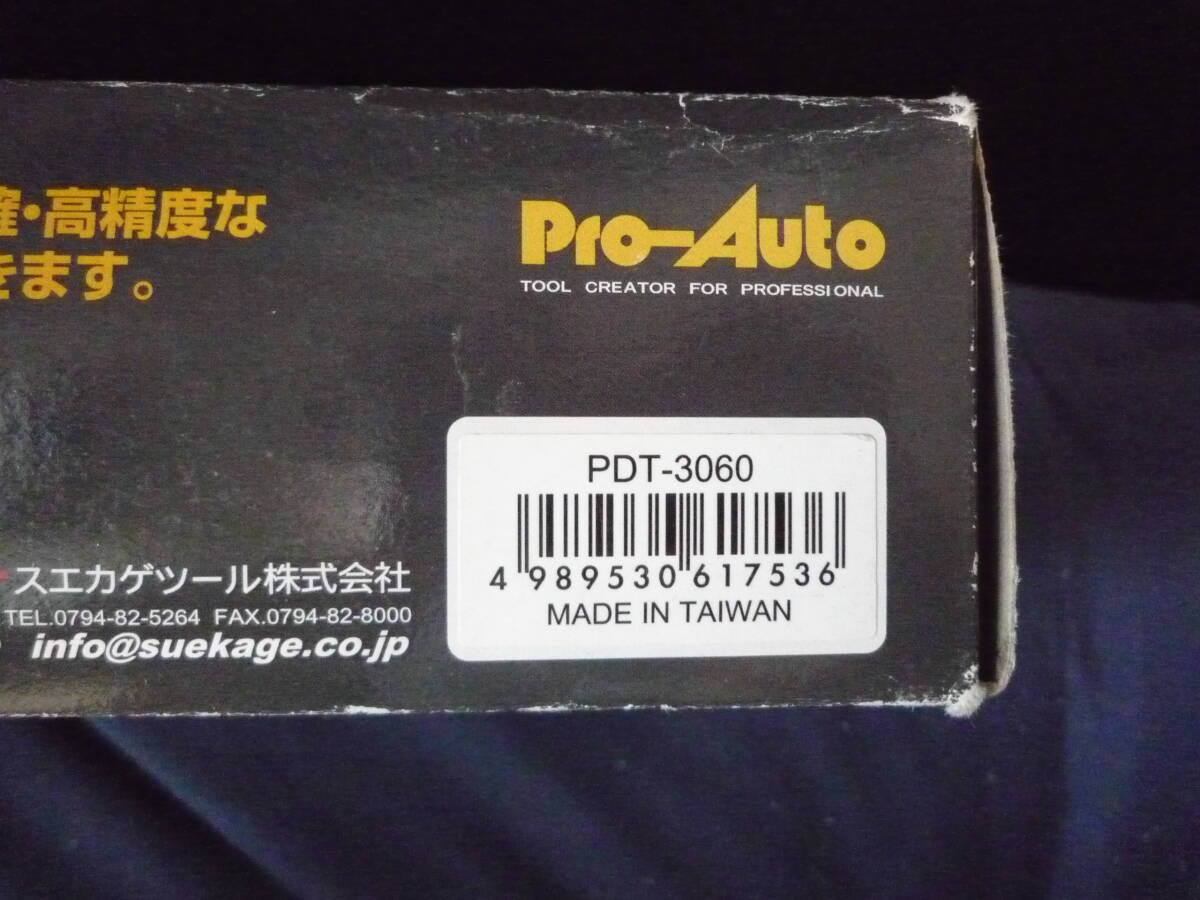 確・高精度な
きます。
Pro-Auto
TOOL CREATOR FOR PROFESSIONAL
PDT-3060
4 989530 617536
MADE IN TAIWAN
スエカゲツール株式会社
TEL.0794-82-5264 FAX.0794-82-8000
info@suekage.co.jp